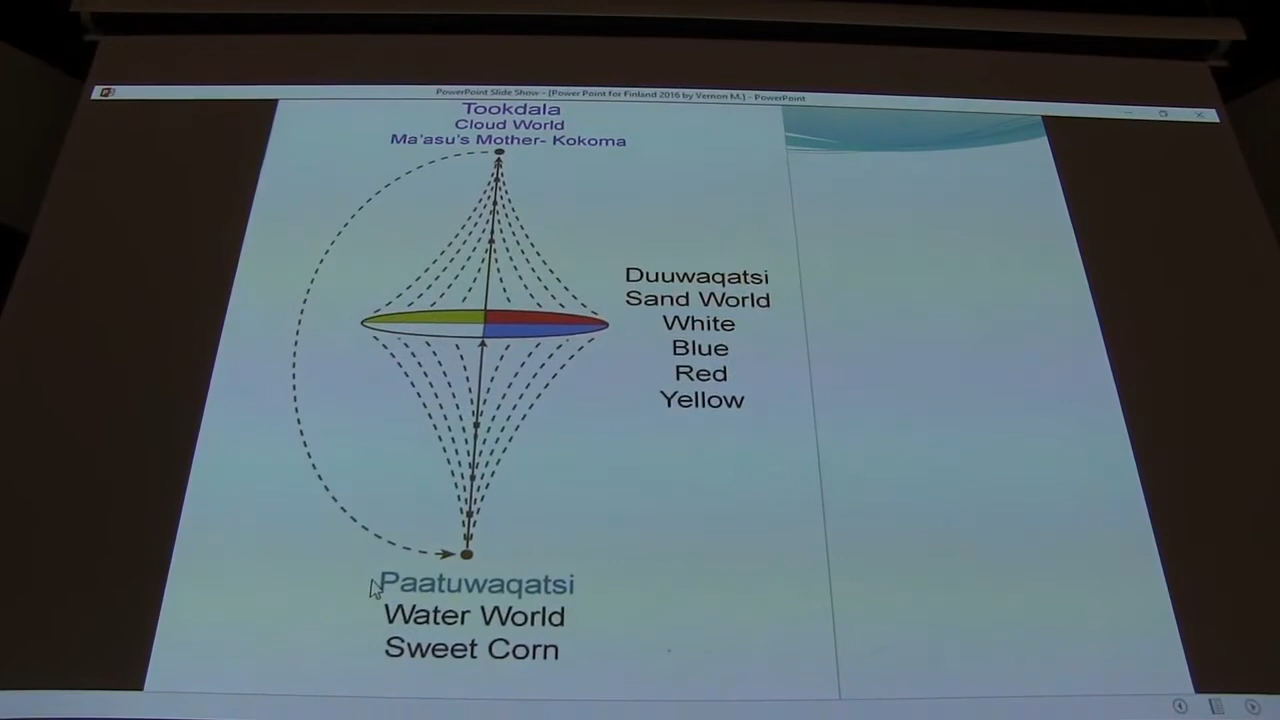 PowerPoint Slide Show - [Power Point for Finland 2016 by Vernon M.] - PowerPoint
Tookdala
Cloud World
Ma'asu's Mother- Kokoma
Duuwaqatsi
Sand World
White
Blue
Red
Yellow
Paatuwaqatsi
Water World
Sweet Corn